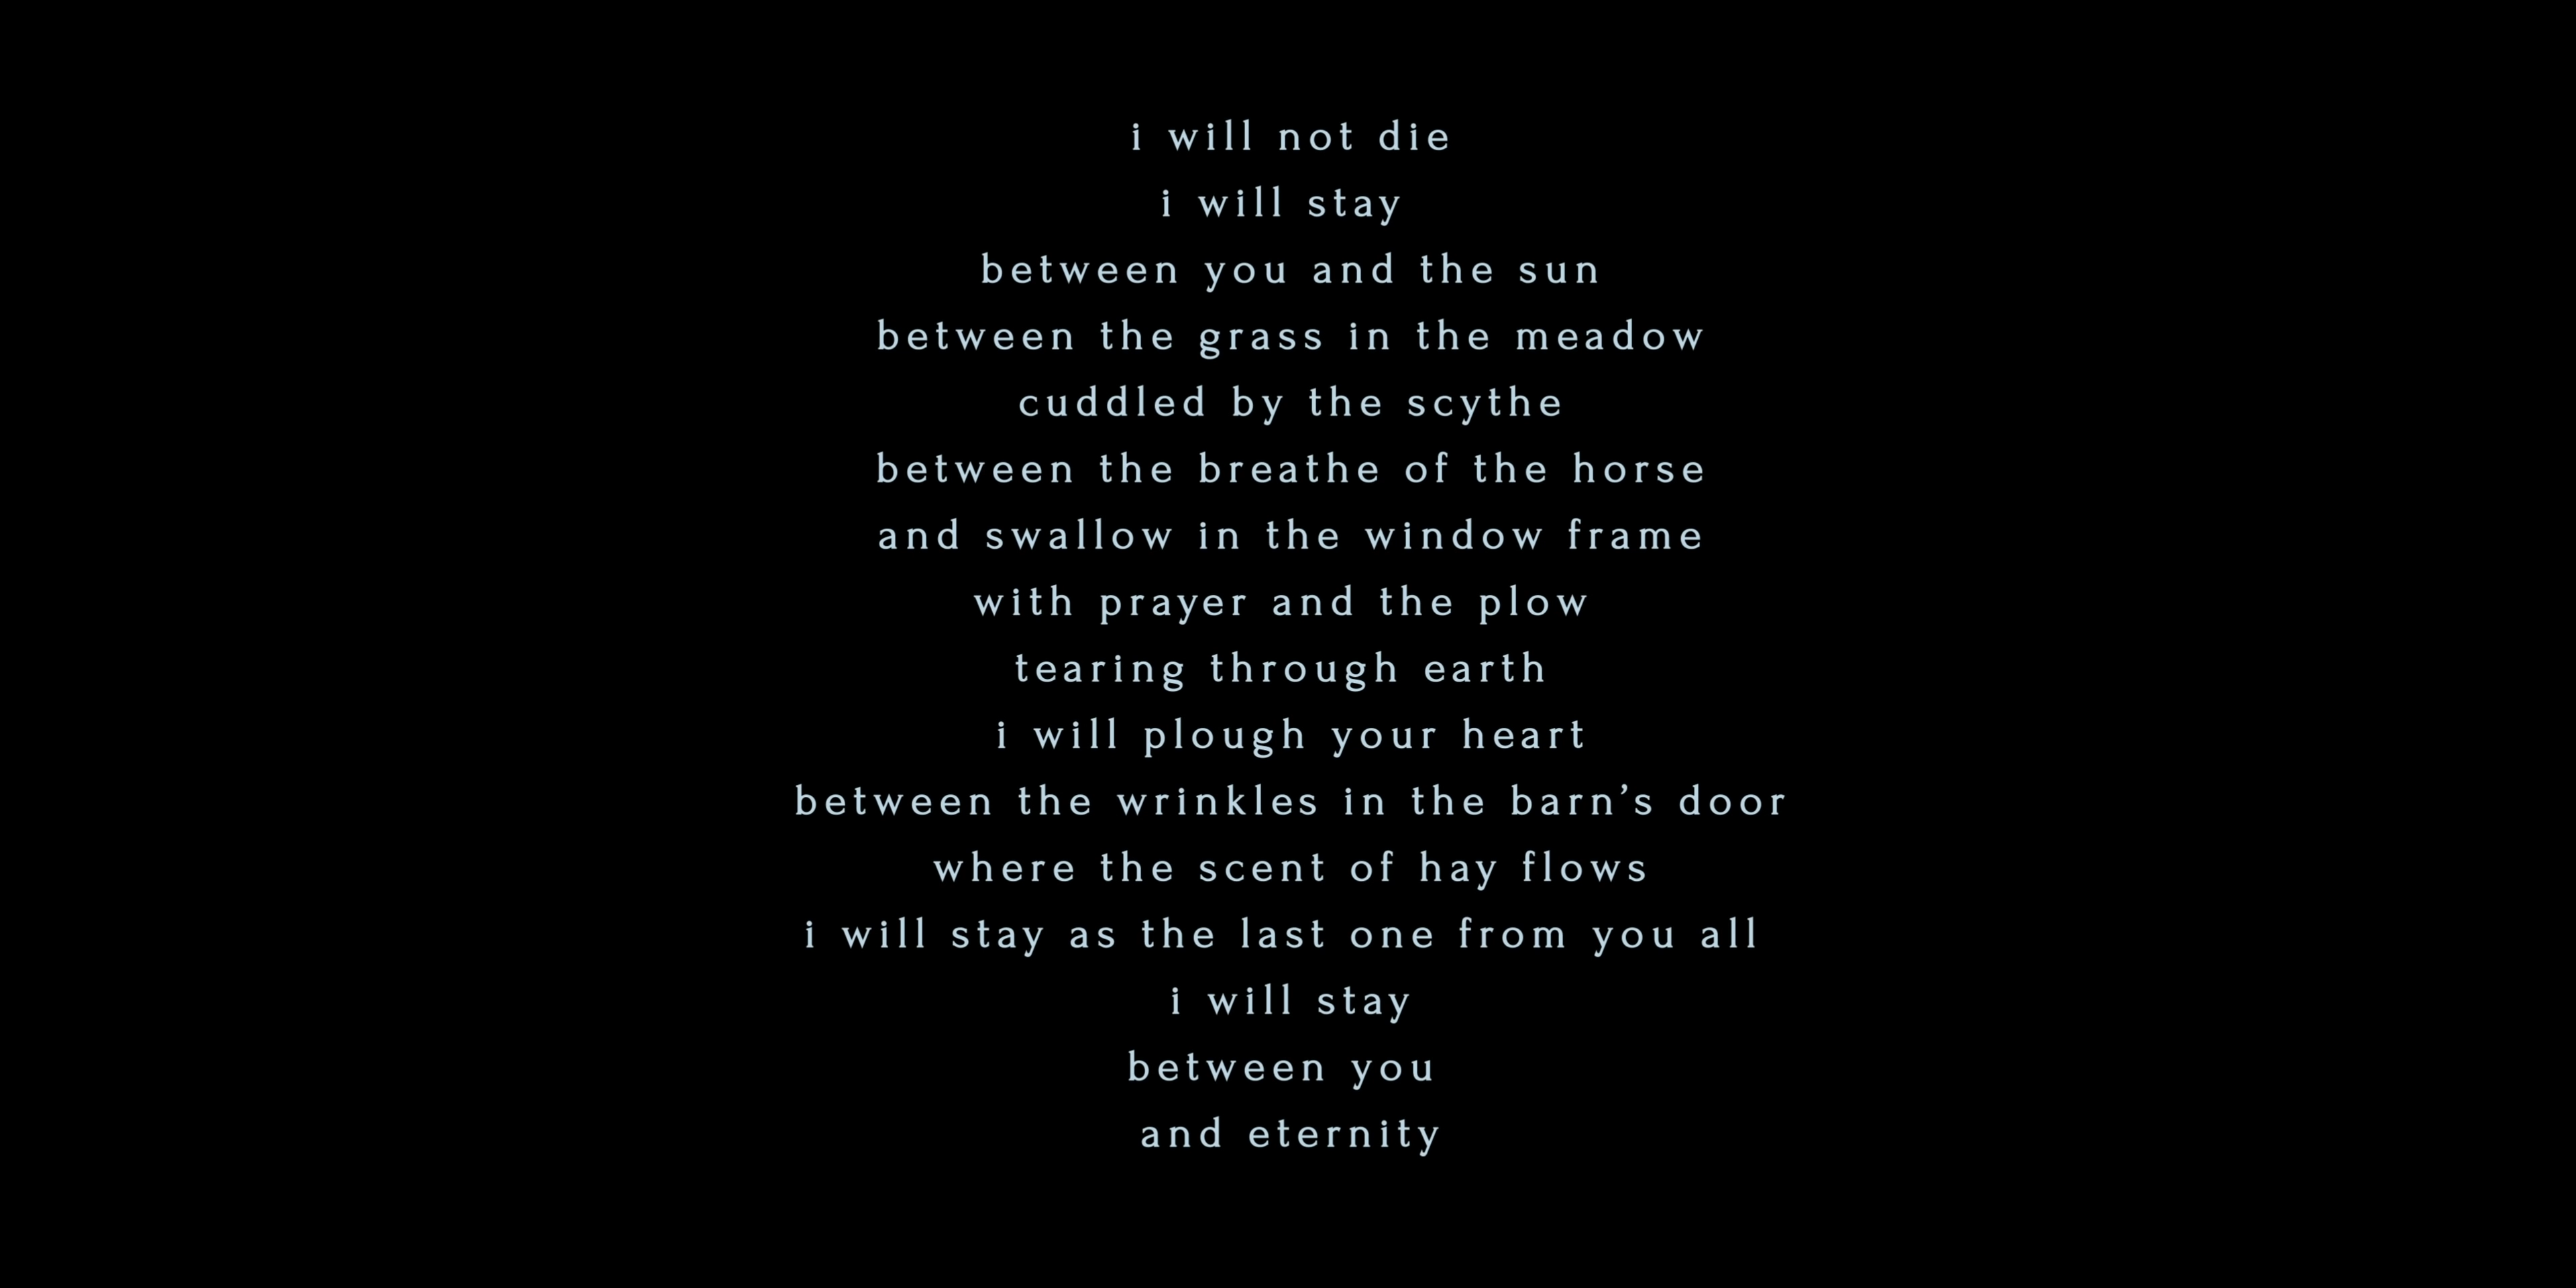 i will not die
i will stay
between you and the sun
between the grass in the meadow
cuddled by the scythe
between the breathe of the horse
and swallow in the window frame
with prayer and the plow
tearing through earth
i will plough your heart
between the wrinkles in the barn’s door
where the scent of hay flows
i will stay as the last one from you all
i will stay
between you
and eternity